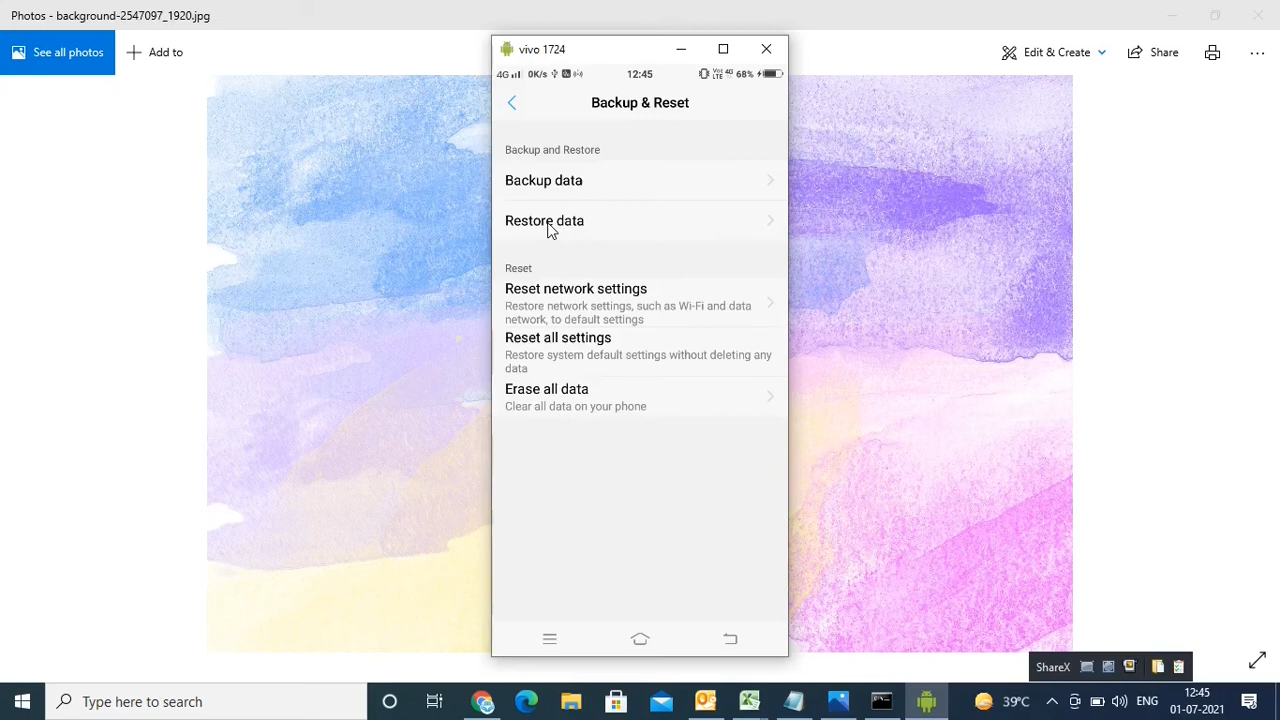 Photos - background-2547097_1920.jpg
See all photos
Add to
Edit & Create
Share
vivo 1724
4G 0K/s 12:45 VoLTE 4G 68%
Backup & Reset
Backup and Restore
Backup data
Restore data
Reset
Reset network settings
Restore network settings, such as Wi-Fi and data
network, to default settings
Reset all settings
Restore system default settings without deleting any
data
Erase all data
Clear all data on your phone
ShareX
Type here to search
39°C
ENG
12:45
01-07-2021